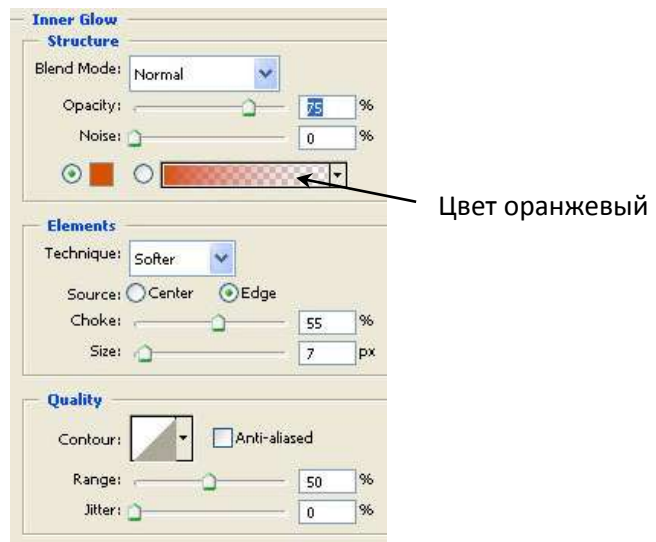 Inner Glow
Structure
Blend Mode: Normal
Opacity: 75 %
Noise: 0 %
Цвет оранжевый
Elements
Technique: Softer
Source: Center Edge
Choke: 55 %
Size: 7 px
Quality
Contour: Anti-aliased
Range: 50 %
Jitter: 0 %